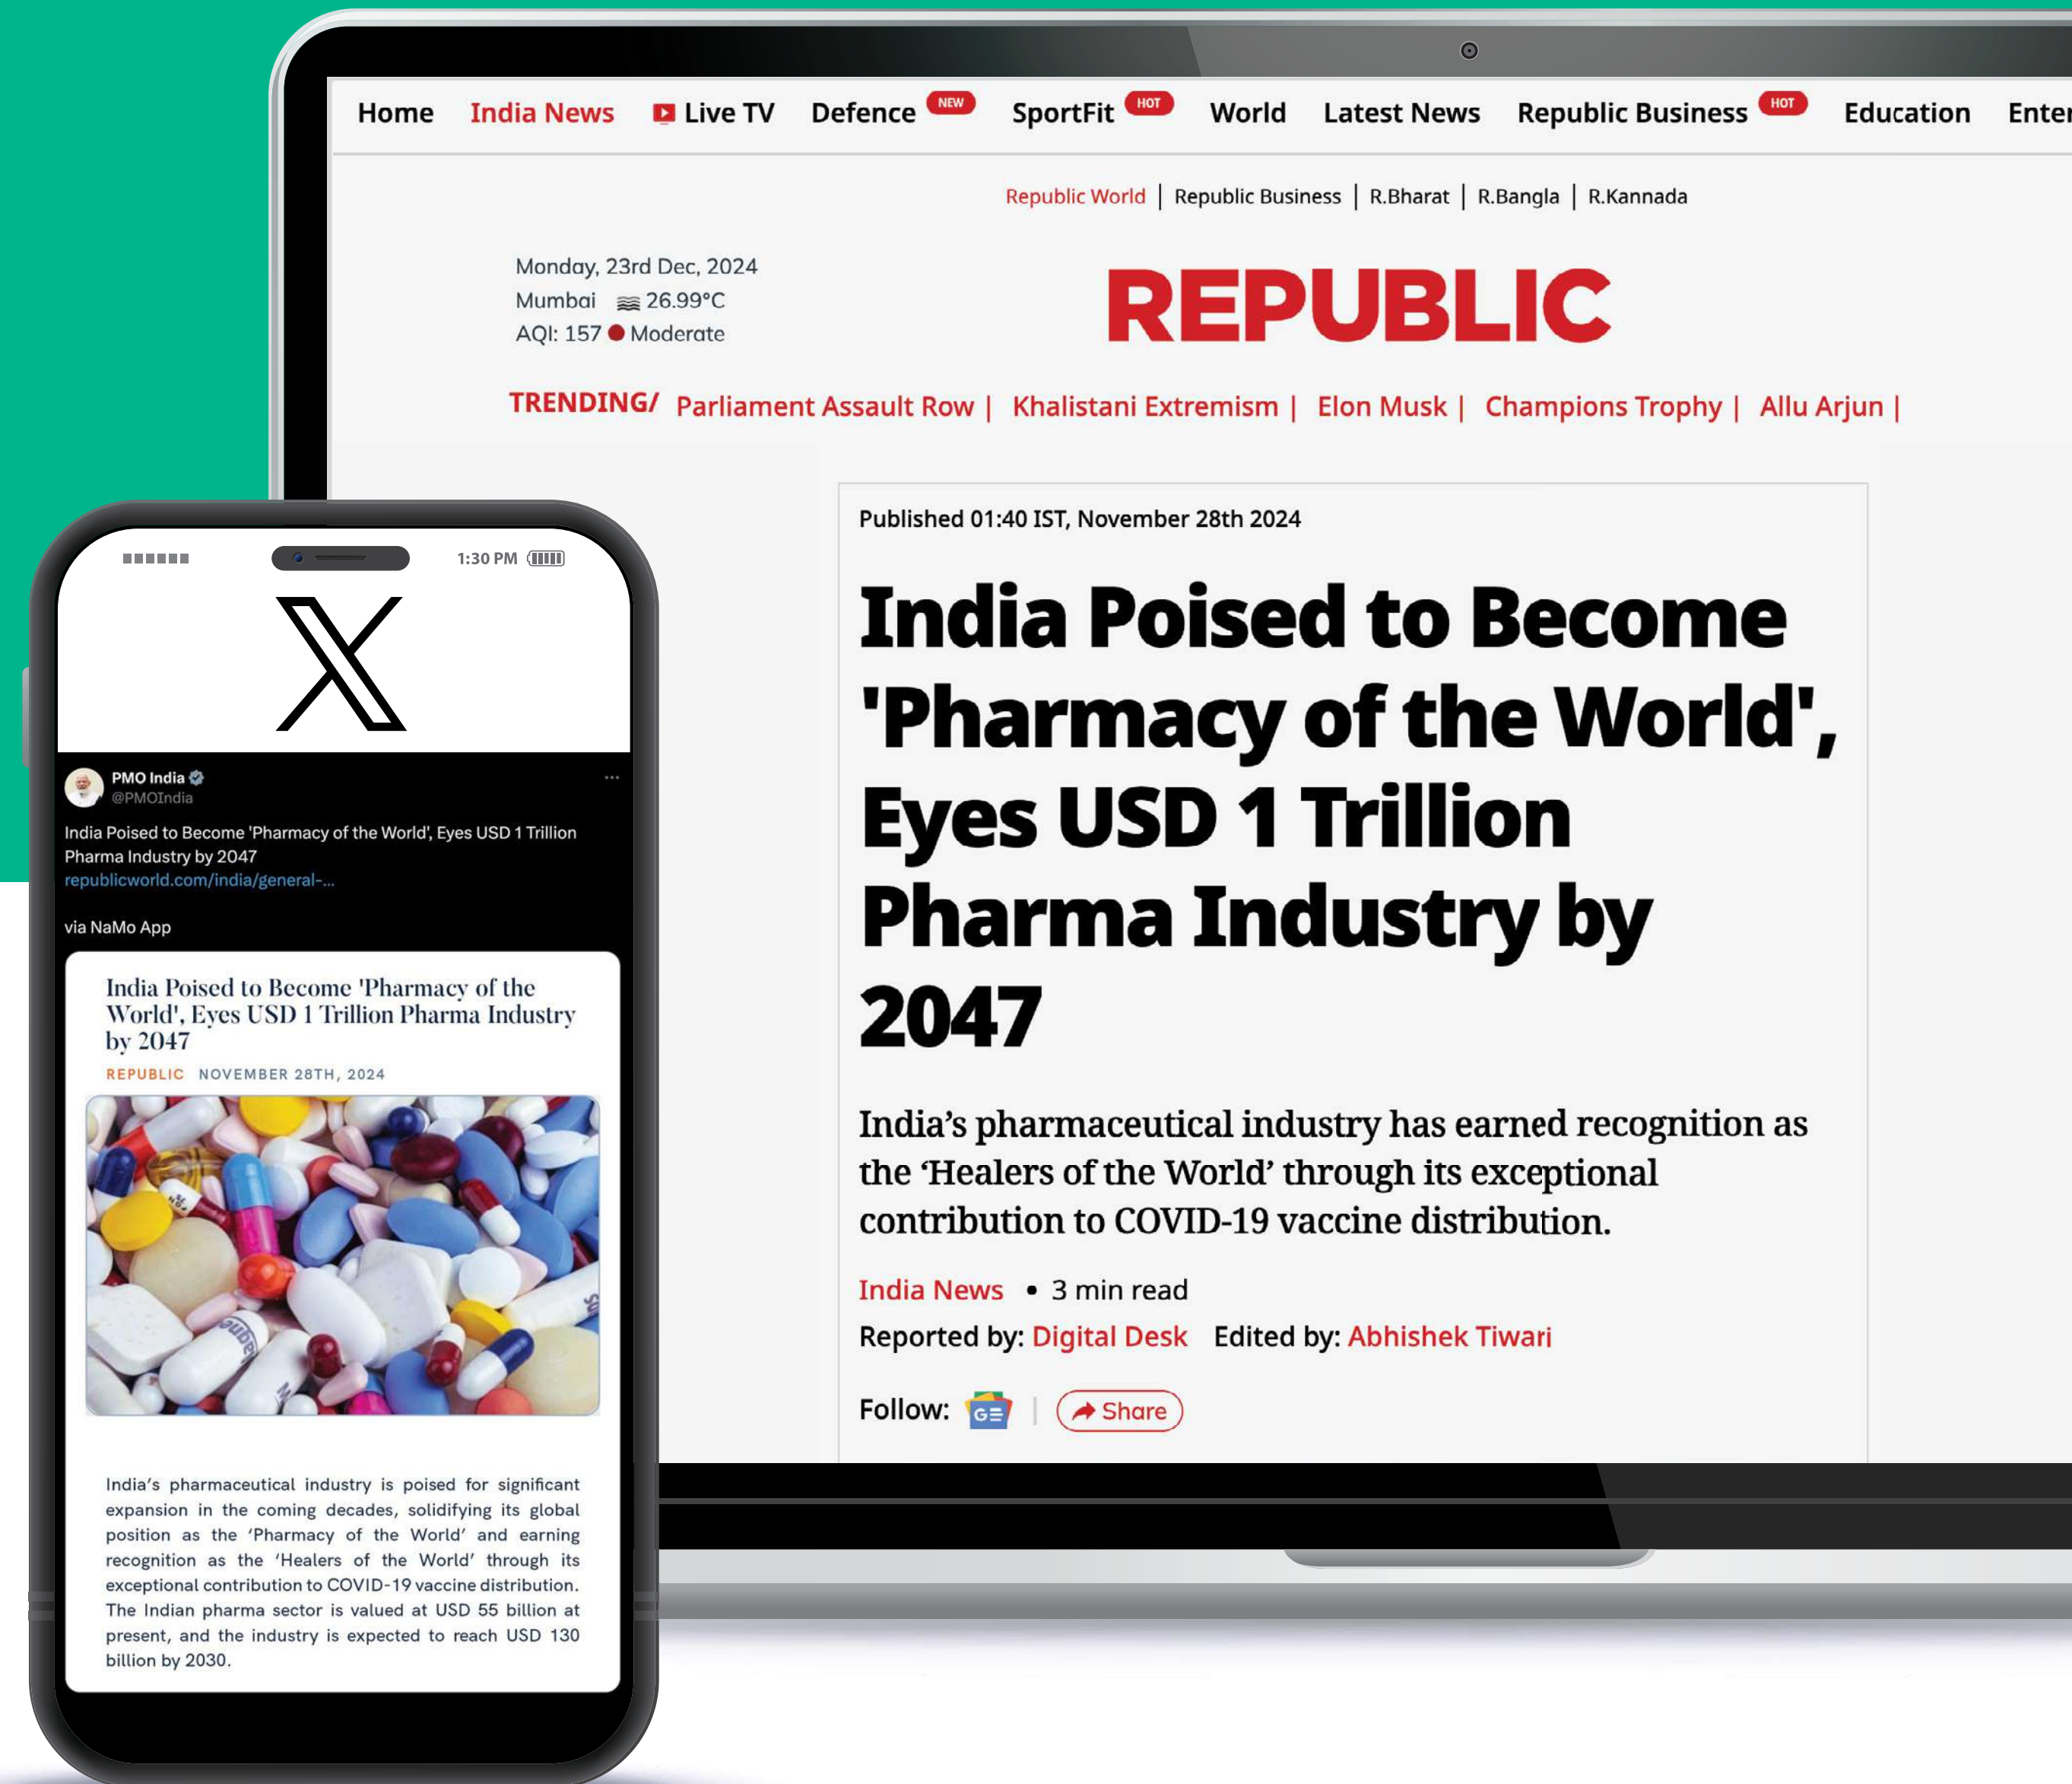 Home India News Live TV Defence NEW SportFit HOT World Latest News Republic Business HOT Education Enter
Republic World | Republic Business | R.Bharat | R.Bangla | R.Kannada
Monday, 23rd Dec, 2024
Mumbai 26.99°C
AQI: 157 Moderate
REPUBLIC
TRENDING/ Parliament Assault Row | Khalistani Extremism | Elon Musk | Champions Trophy | Allu Arjun |
Published 01:40 IST, November 28th 2024
India Poised to Become
'Pharmacy of the World',
Eyes USD 1 Trillion
Pharma Industry by
2047
India’s pharmaceutical industry has earned recognition as
the ‘Healers of the World’ through its exceptional
contribution to COVID-19 vaccine distribution.
India News • 3 min read
Reported by: Digital Desk Edited by: Abhishek Tiwari
Follow: GE | Share
1:30 PM
X
PMO India
@PMOIndia
...
India Poised to Become 'Pharmacy of the World', Eyes USD 1 Trillion
Pharma Industry by 2047
republicworld.com/india/general-...
via NaMo App
India Poised to Become 'Pharmacy of the
World', Eyes USD 1 Trillion Pharma Industry
by 2047
REPUBLIC NOVEMBER 28TH, 2024
India’s pharmaceutical industry is poised for significant
expansion in the coming decades, solidifying its global
position as the ‘Pharmacy of the World’ and earning
recognition as the ‘Healers of the World’ through its
exceptional contribution to COVID-19 vaccine distribution.
The Indian pharma sector is valued at USD 55 billion at
present, and the industry is expected to reach USD 130
billion by 2030.